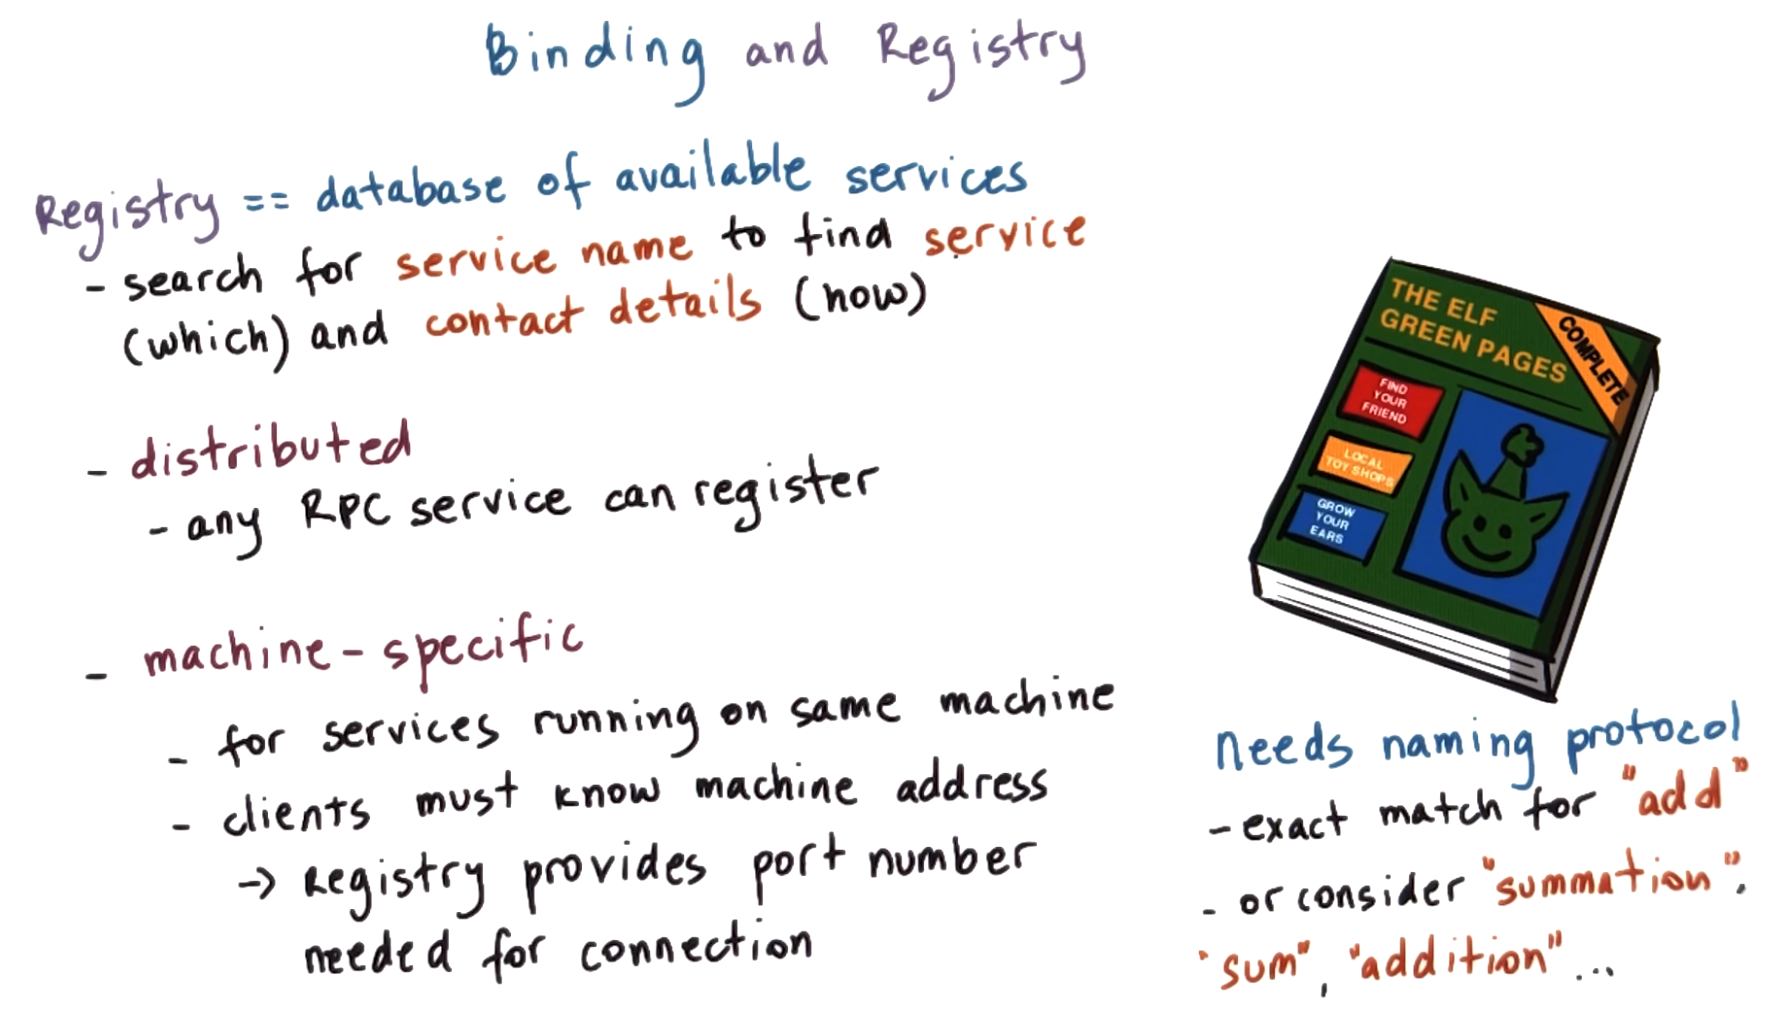 Binding and Registry
Registry == database of available services
- search for service name to find service
(which) and contact details (how)
- distributed
- any RPC service can register
- machine-specific
- for services running on same machine
- clients must know machine address
→ Registry provides port number
needed for connection
THE ELF
GREEN PAGES
COMPLETE
FIND
YOUR
FRIEND
LOCAL
TOY SHOPS
GROW
YOUR
EARS
Needs naming protocol
- exact match for "add"
- or consider "summation",
"sum", "addition"...